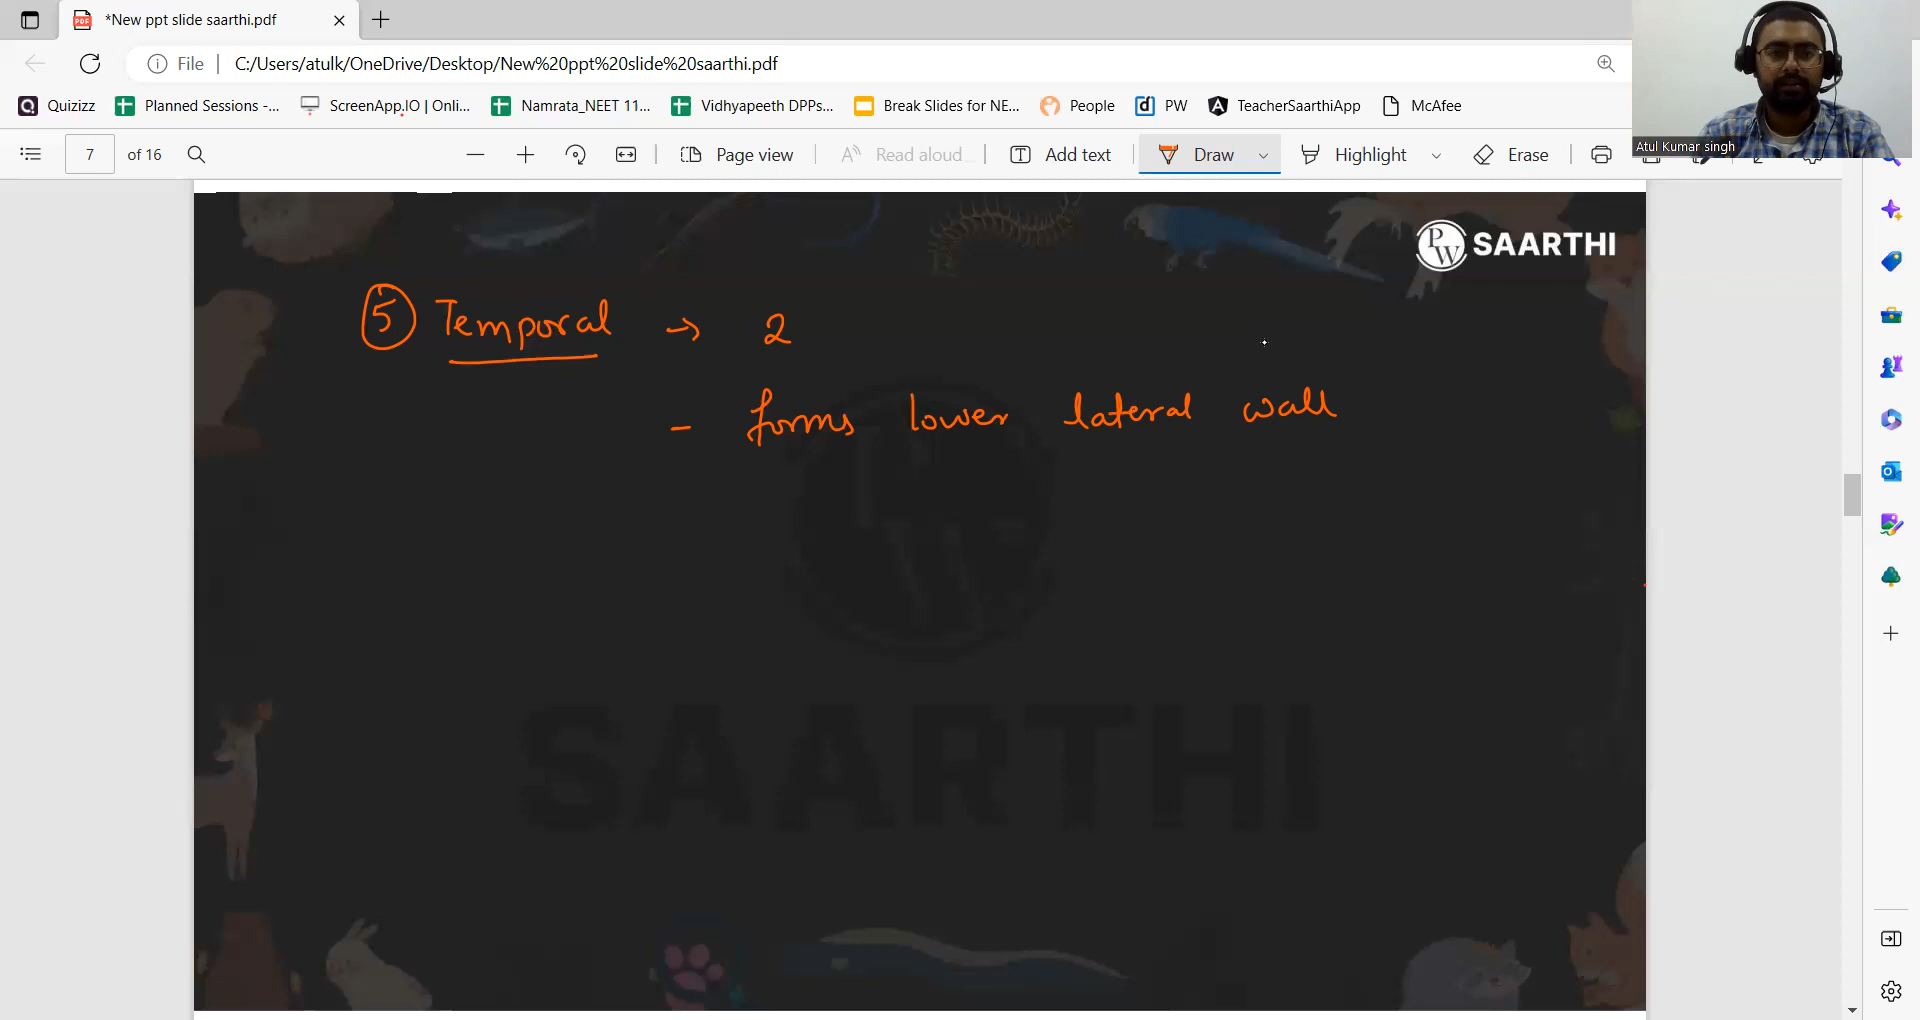 *New ppt slide saarthi.pdf
File
C:/Users/atulk/OneDrive/Desktop/New%20ppt%20slide%20saarthi.pdf
Quizizz
Planned Sessions -...
ScreenApp.IO | Onli...
Namrata_NEET 11...
Vidhyapeeth DPPs...
Break Slides for NE...
People
PW
TeacherSaarthiApp
McAfee
7 of 16
Page view
Read aloud
Add text
Draw
Highlight
Erase
Atul Kumar singh
PW SAARTHI
5 Temporal → 2
- forms lower lateral wall
SAARTHI